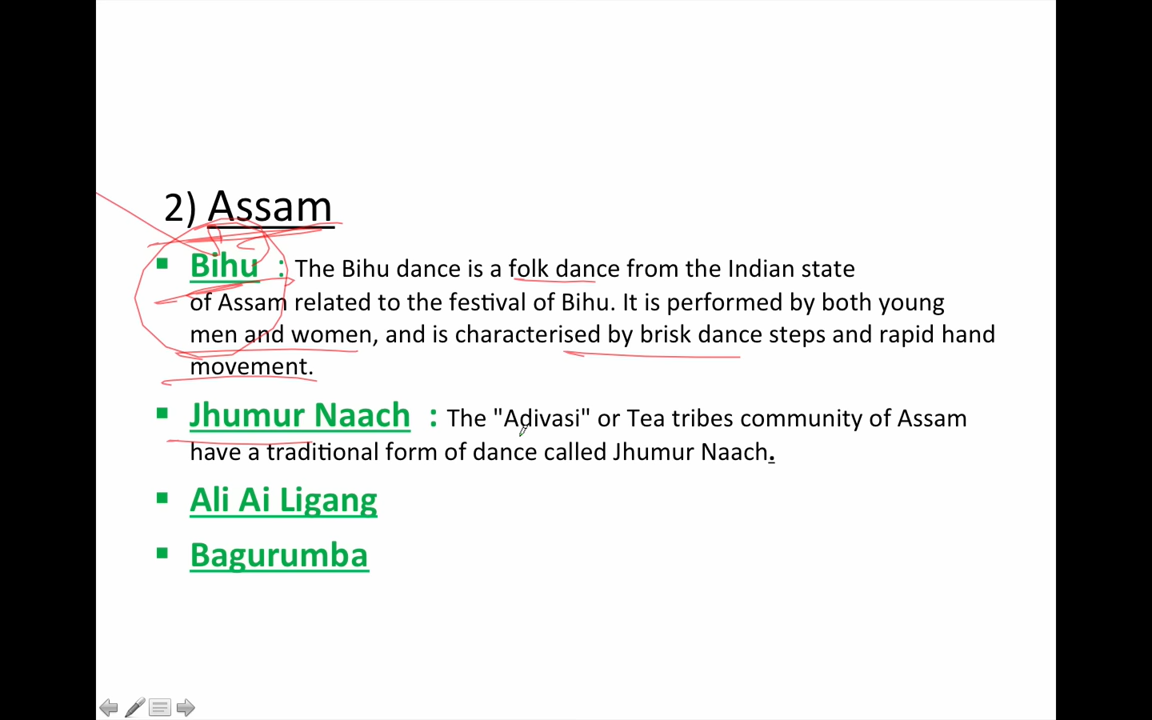 2) Assam
▪ Bihu : The Bihu dance is a folk dance from the Indian state
of Assam related to the festival of Bihu. It is performed by both young
men and women, and is characterised by brisk dance steps and rapid hand
movement.
▪ Jhumur Naach : The "Adivasi" or Tea tribes community of Assam
have a traditional form of dance called Jhumur Naach.
▪ Ali Ai Ligang
▪ Bagurumba